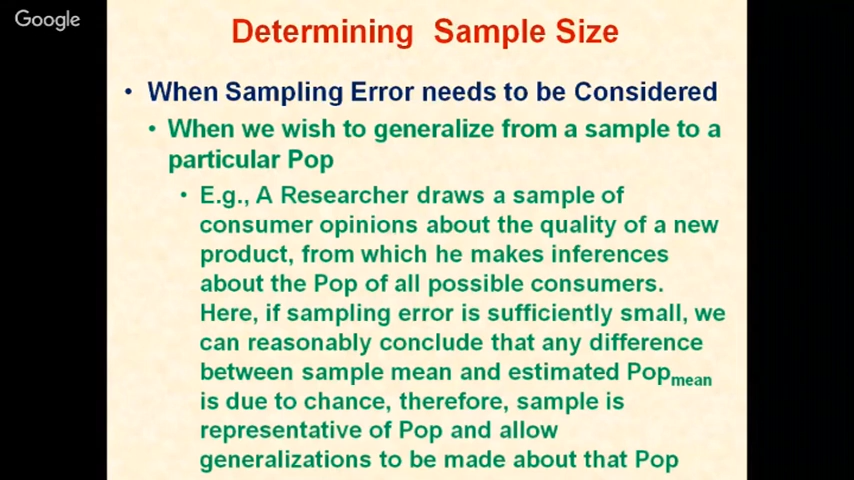 Google
Determining Sample Size
• When Sampling Error needs to be Considered
• When we wish to generalize from a sample to a
particular Pop
• E.g., A Researcher draws a sample of
consumer opinions about the quality of a new
product, from which he makes inferences
about the Pop of all possible consumers.
Here, if sampling error is sufficiently small, we
can reasonably conclude that any difference
between sample mean and estimated Popmean
is due to chance, therefore, sample is
representative of Pop and allow
generalizations to be made about that Pop